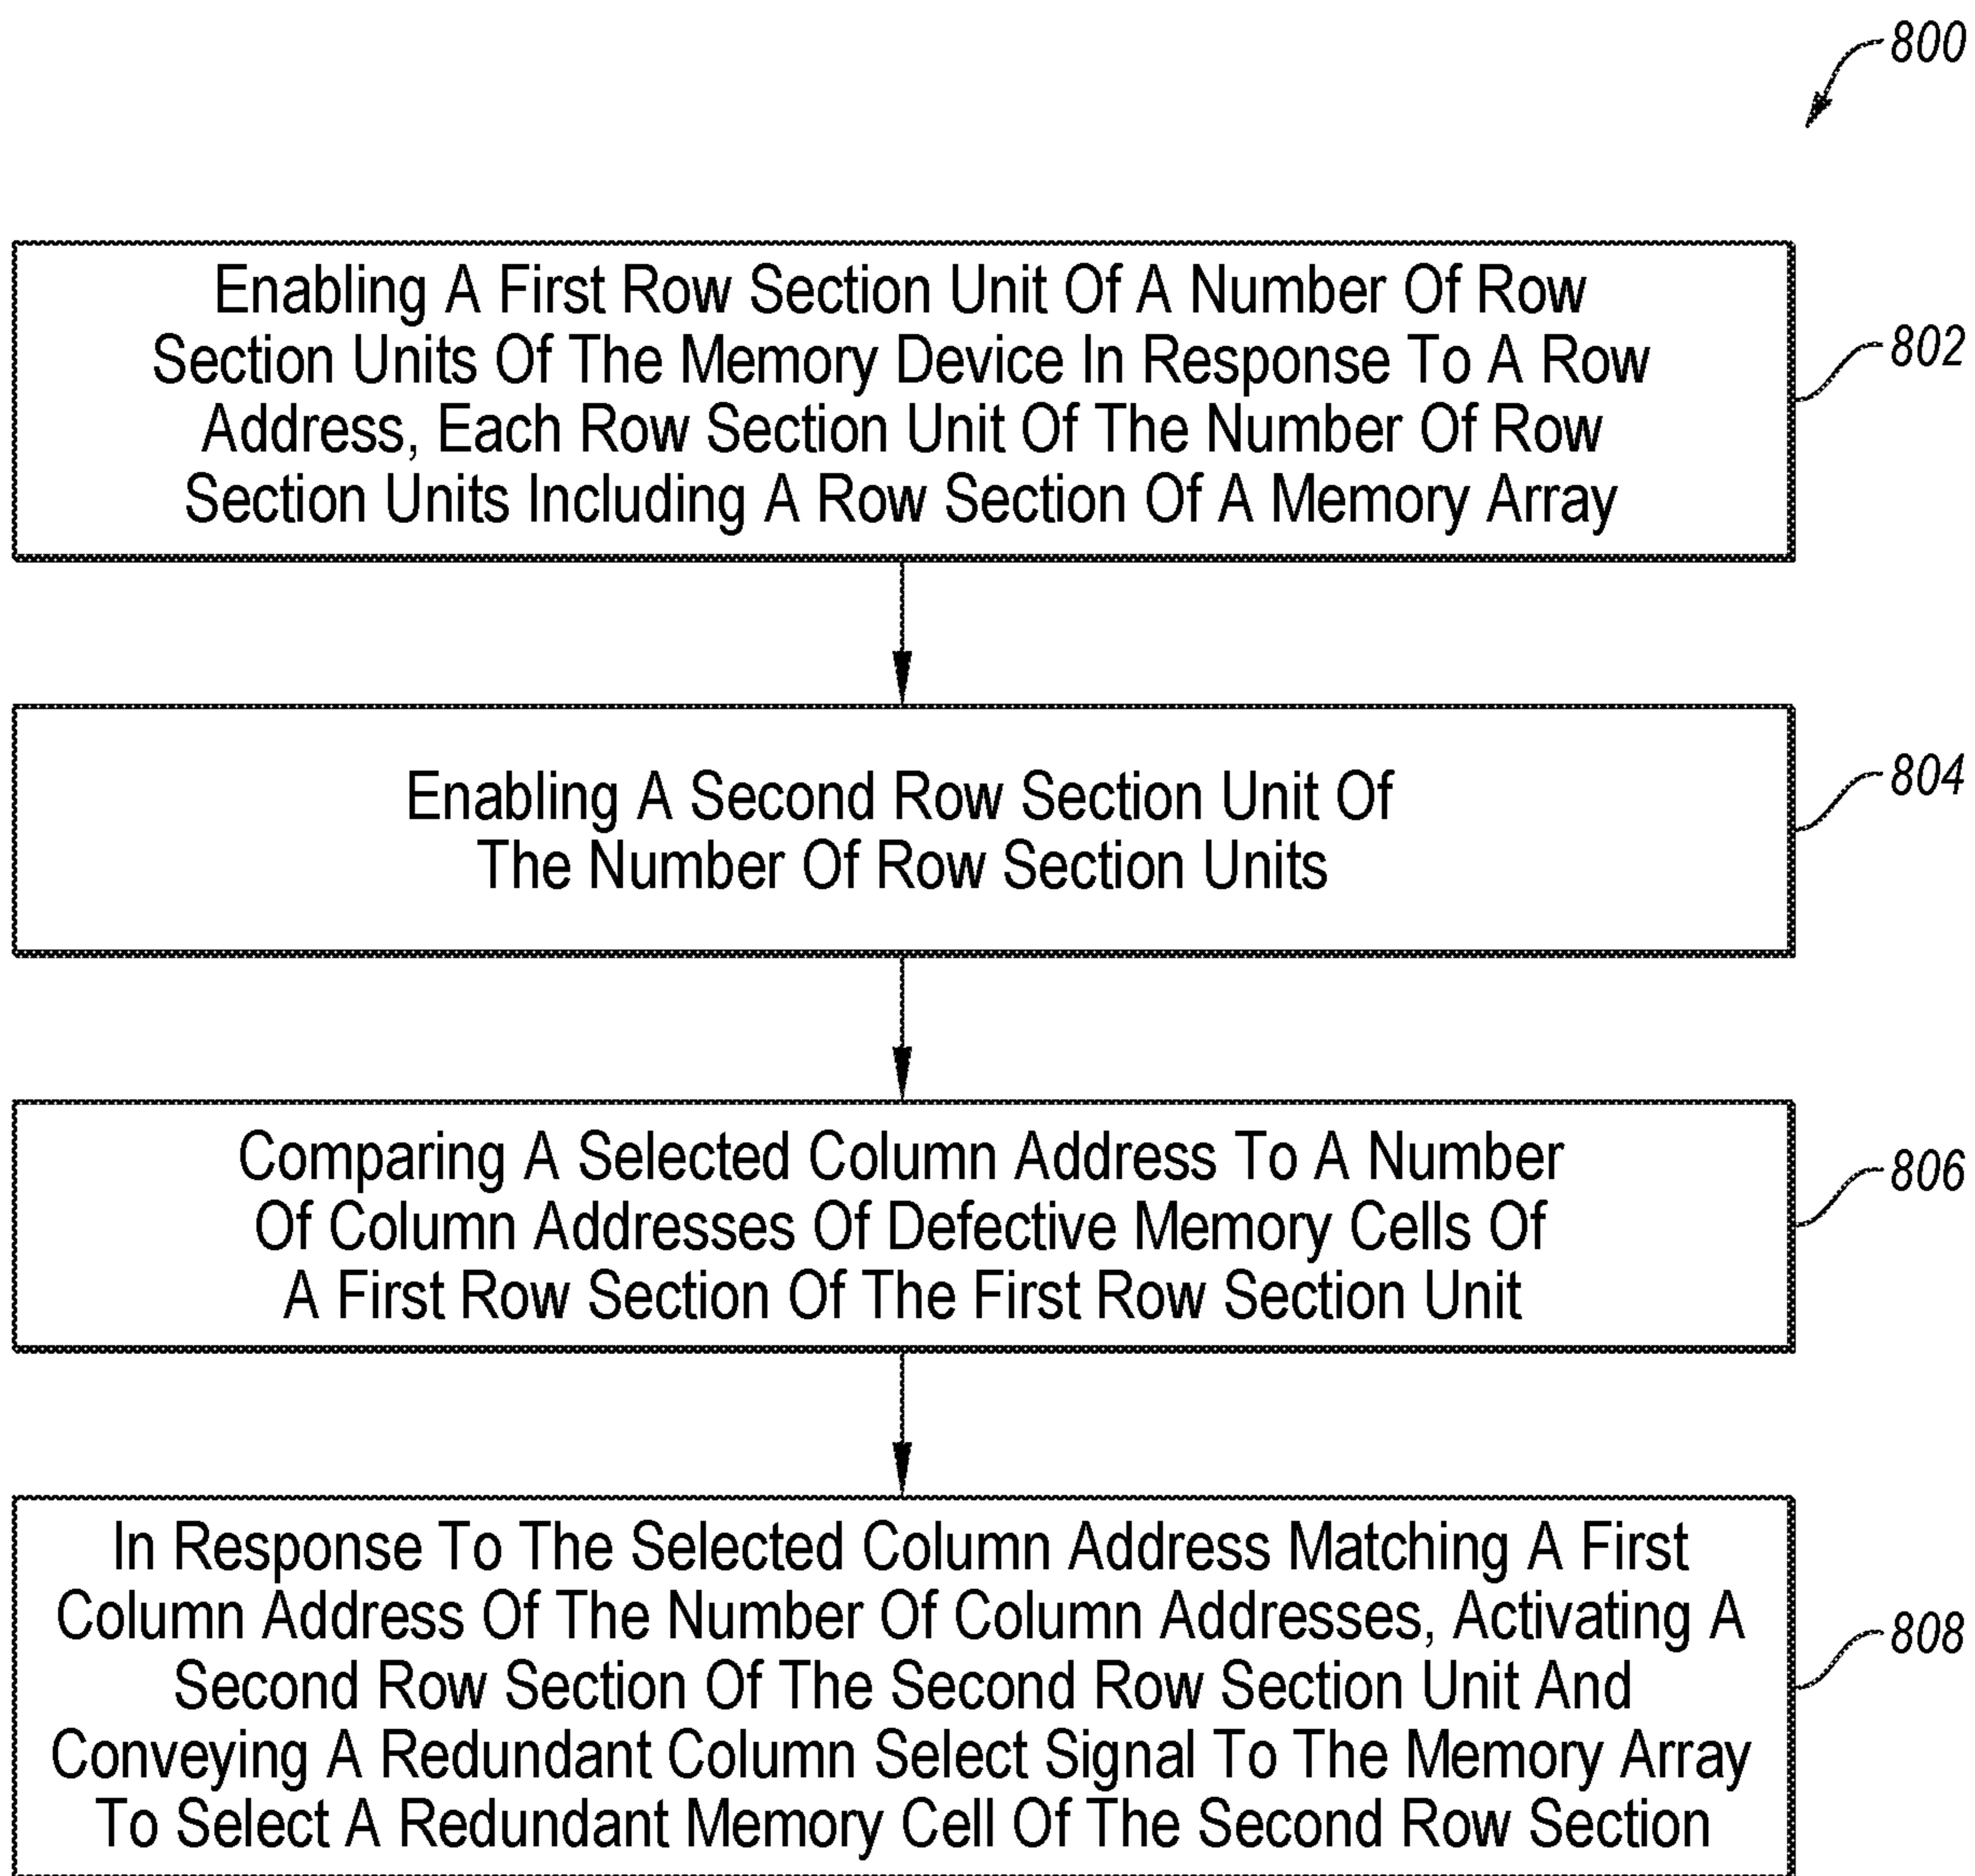 800
Enabling A First Row Section Unit Of A Number Of Row
Section Units Of The Memory Device In Response To A Row
Address, Each Row Section Unit Of The Number Of Row
Section Units Including A Row Section Of A Memory Array
802
Enabling A Second Row Section Unit Of
The Number Of Row Section Units
804
Comparing A Selected Column Address To A Number
Of Column Addresses Of Defective Memory Cells Of
A First Row Section Of The First Row Section Unit
806
In Response To The Selected Column Address Matching A First
Column Address Of The Number Of Column Addresses, Activating A
Second Row Section Of The Second Row Section Unit And
Conveying A Redundant Column Select Signal To The Memory Array
To Select A Redundant Memory Cell Of The Second Row Section
808